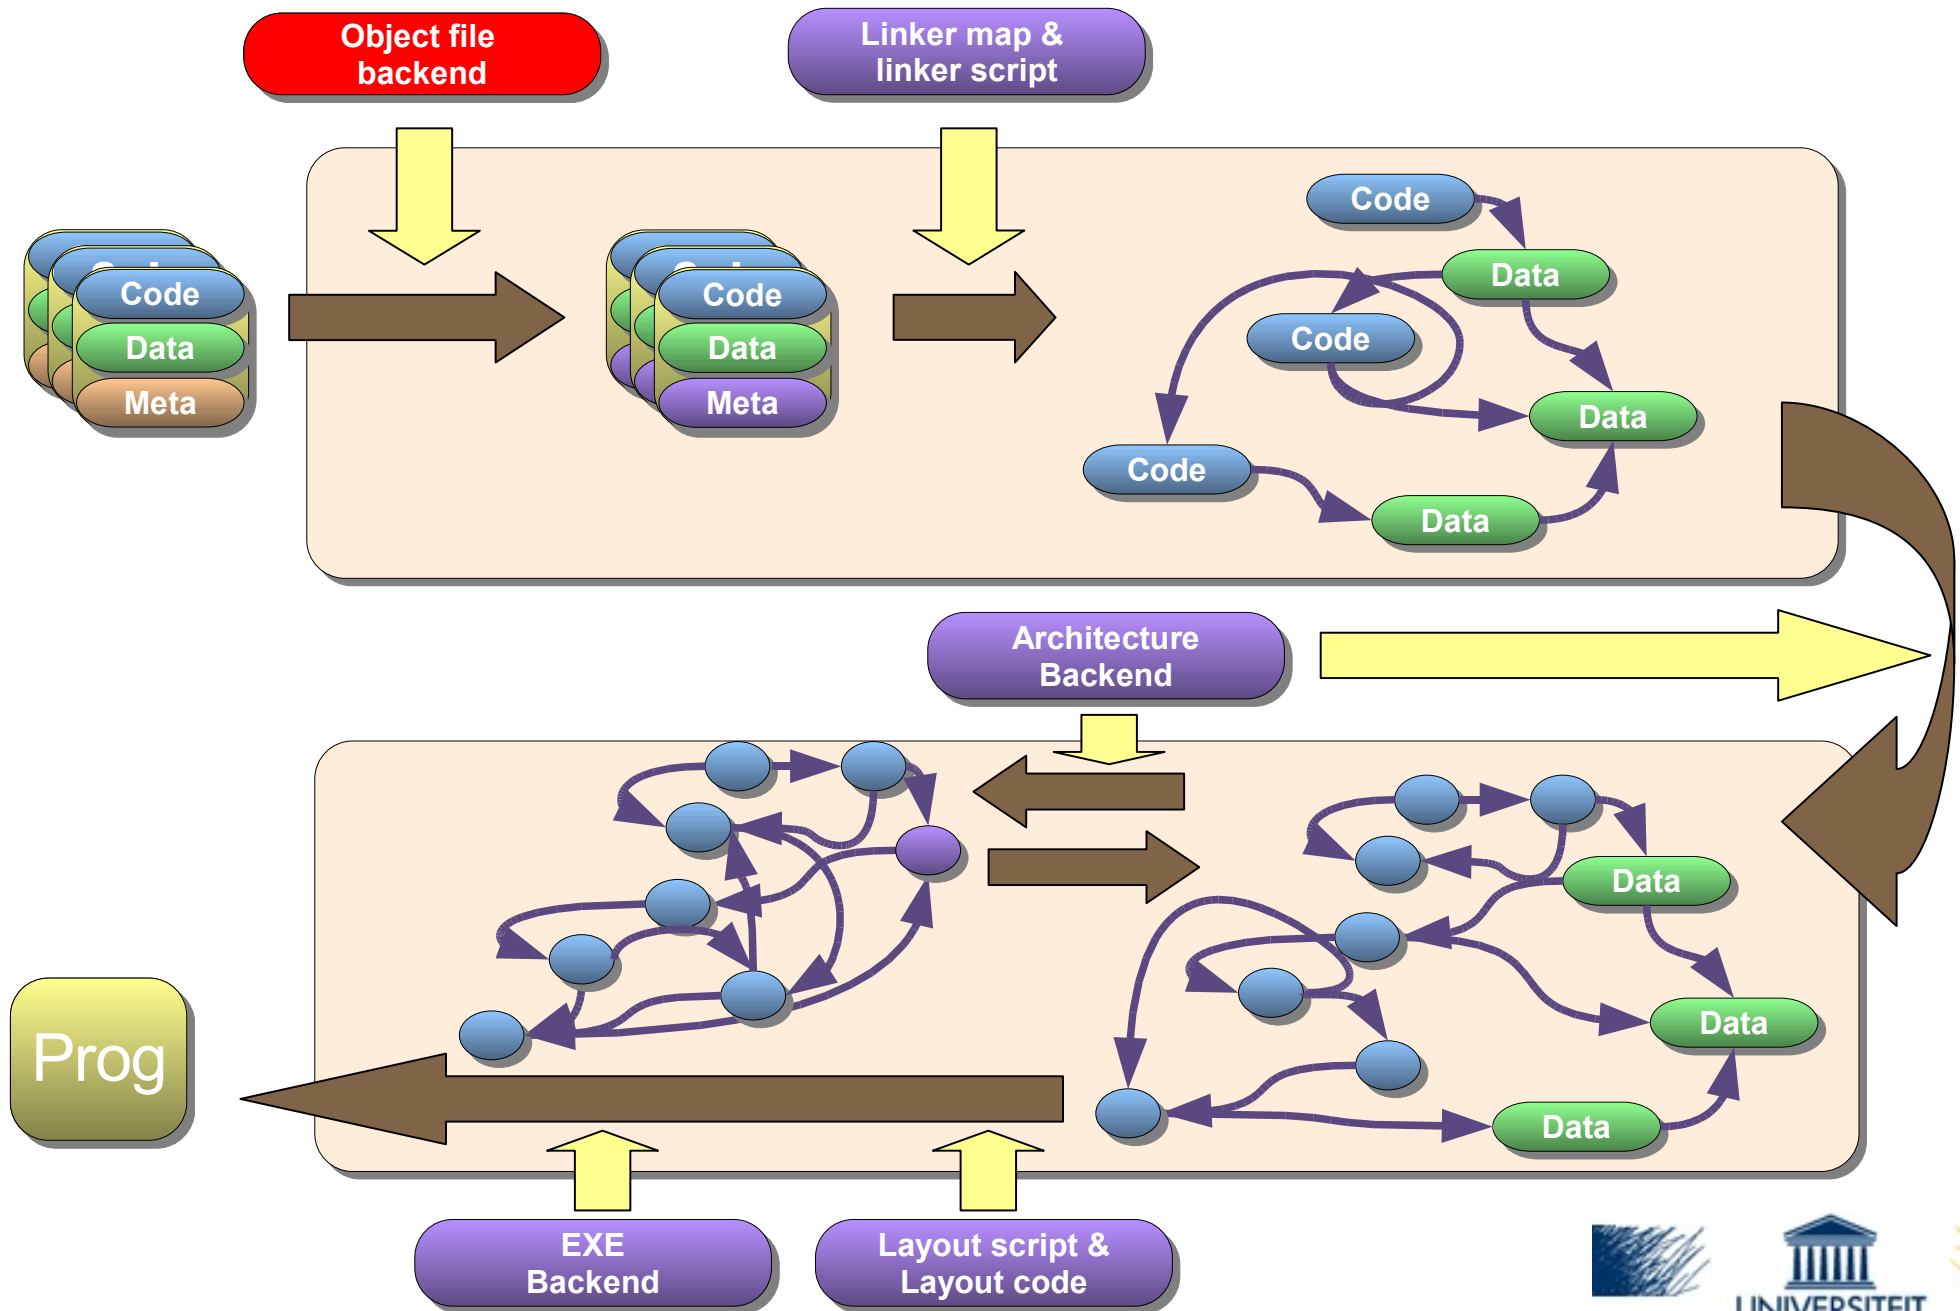 Object file
backend
Linker map &
linker script
Code
Data
Meta
Code
Data
Meta
Code
Data
Code
Data
Code
Data
Architecture
Backend
Data
Data
Data
Prog
EXE
Backend
Layout script &
Layout code
UNIVERSITEIT